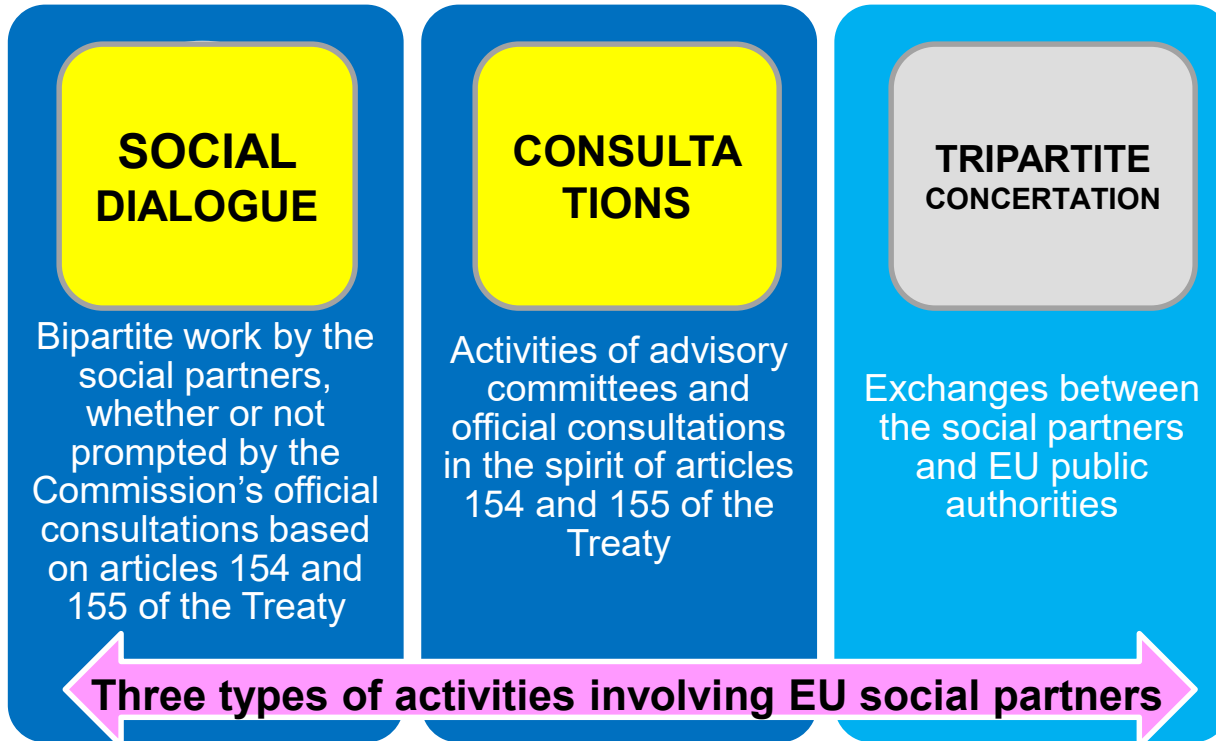 SOCIAL
DIALOGUE
Bipartite work by the
social partners,
whether or not
prompted by the
Commission’s official
consultations based
on articles 154 and
155 of the Treaty
CONSULTA
TIONS
Activities of advisory
committees and
official consultations
in the spirit of articles
154 and 155 of the
Treaty
TRIPARTITE
CONCERTATION
Exchanges between
the social partners
and EU public
authorities
Three types of activities involving EU social partners